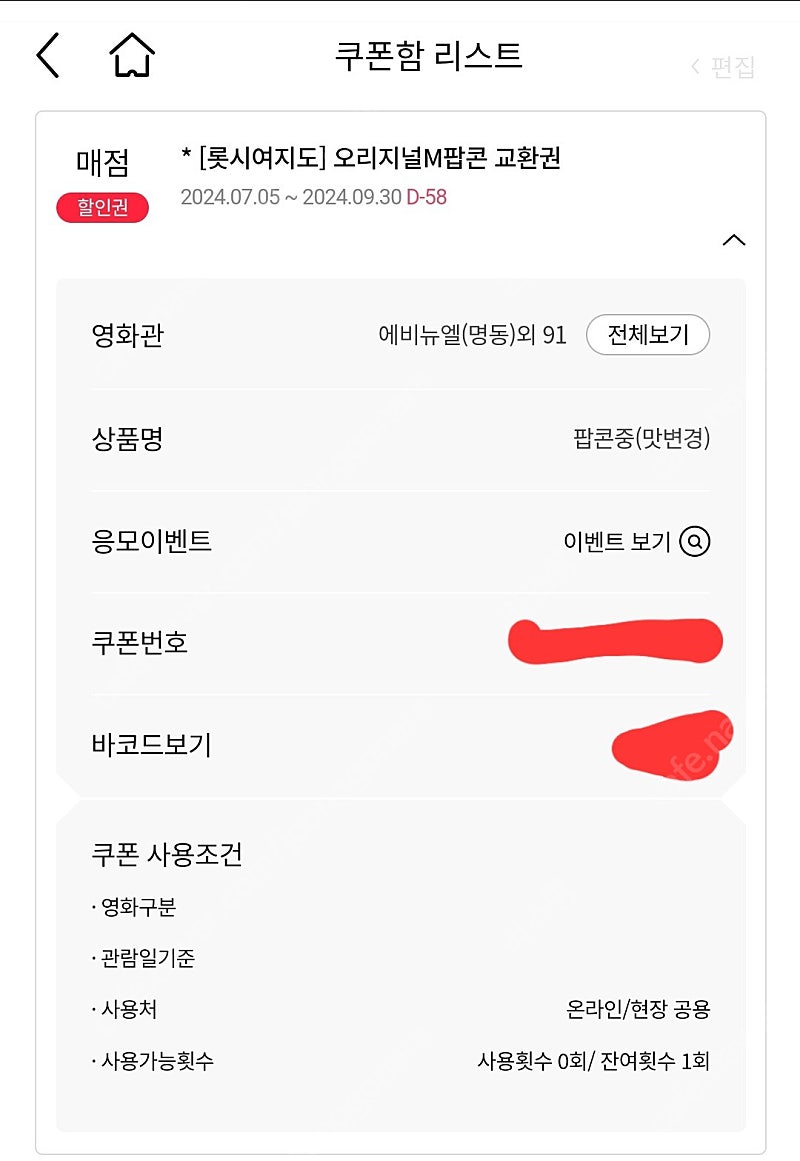 쿠폰함 리스트
< 편집
매점
할인권
* [롯시여지도] 오리지널M팝콘 교환권
2024.07.05 ~ 2024.09.30 D-58
영화관
에비뉴엘(명동)외 91
전체보기
상품명
팝콘중(맛변경)
응모이벤트
이벤트 보기
쿠폰번호
바코드보기
쿠폰 사용조건
· 영화구분
· 관람일기준
· 사용처
온라인/현장 공용
· 사용가능횟수
사용횟수 0회/ 잔여횟수 1회